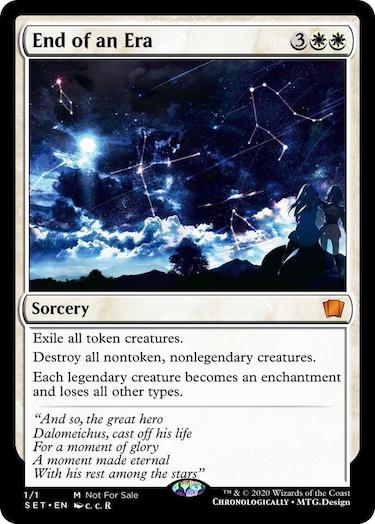 End of an Era 3
Sorcery
Exile all token creatures.
Destroy all nontoken, nonlegendary creatures.
Each legendary creature becomes an enchantment
and loses all other types.
“And so, the great hero
Dalomeichus, cast off his life
For a moment of glory
A moment made eternal
With his rest among the stars”
1/1 M Not For Sale
SET • EN c. c. R
™ & © 2020 Wizards of the Coast
Chronologically • MTG.Design